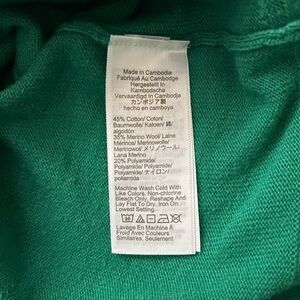 Made In Cambodia
Fabriqué Au Cambodge
Hergestellt In
Kambodscha
Vervaardigd In Cambodja
カンボジア製
hecho en camboya
45% Cotton/ Coton/
Baumwolle/ Katoen/ 綿/
algodón
35% Merino Wool/ Laine
Mérinos/ Merinowolle/
Merinowol/ メリノウール/
Lana Merino
20% Polyamide/
Polyamide/ Polyamid/
Polyamide/ ナイロン/
poliamida
Machine Wash Cold With
Like Colors, Non-chlorine
Bleach Only, Reshape And
Lay Flat To Dry, Iron On
Lowest Setting.
Lavage En Machine À
Froid Avec Couleurs
Similaires, Seulement